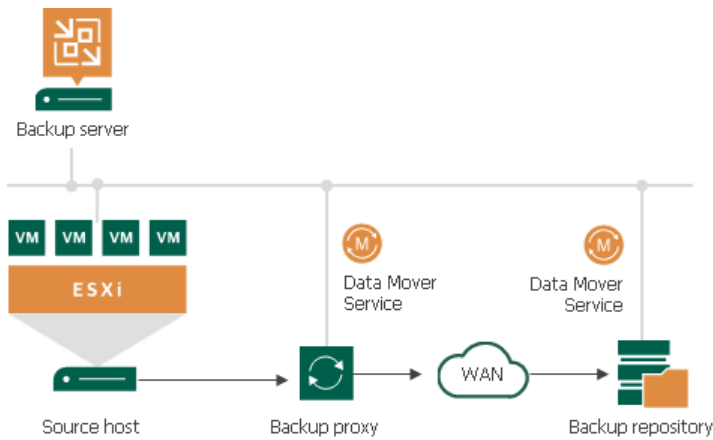 Backup server
VM VM VM VM
ESXi
M
Data Mover
Service
M
Data Mover
Service
WAN
Source host
Backup proxy
Backup repository